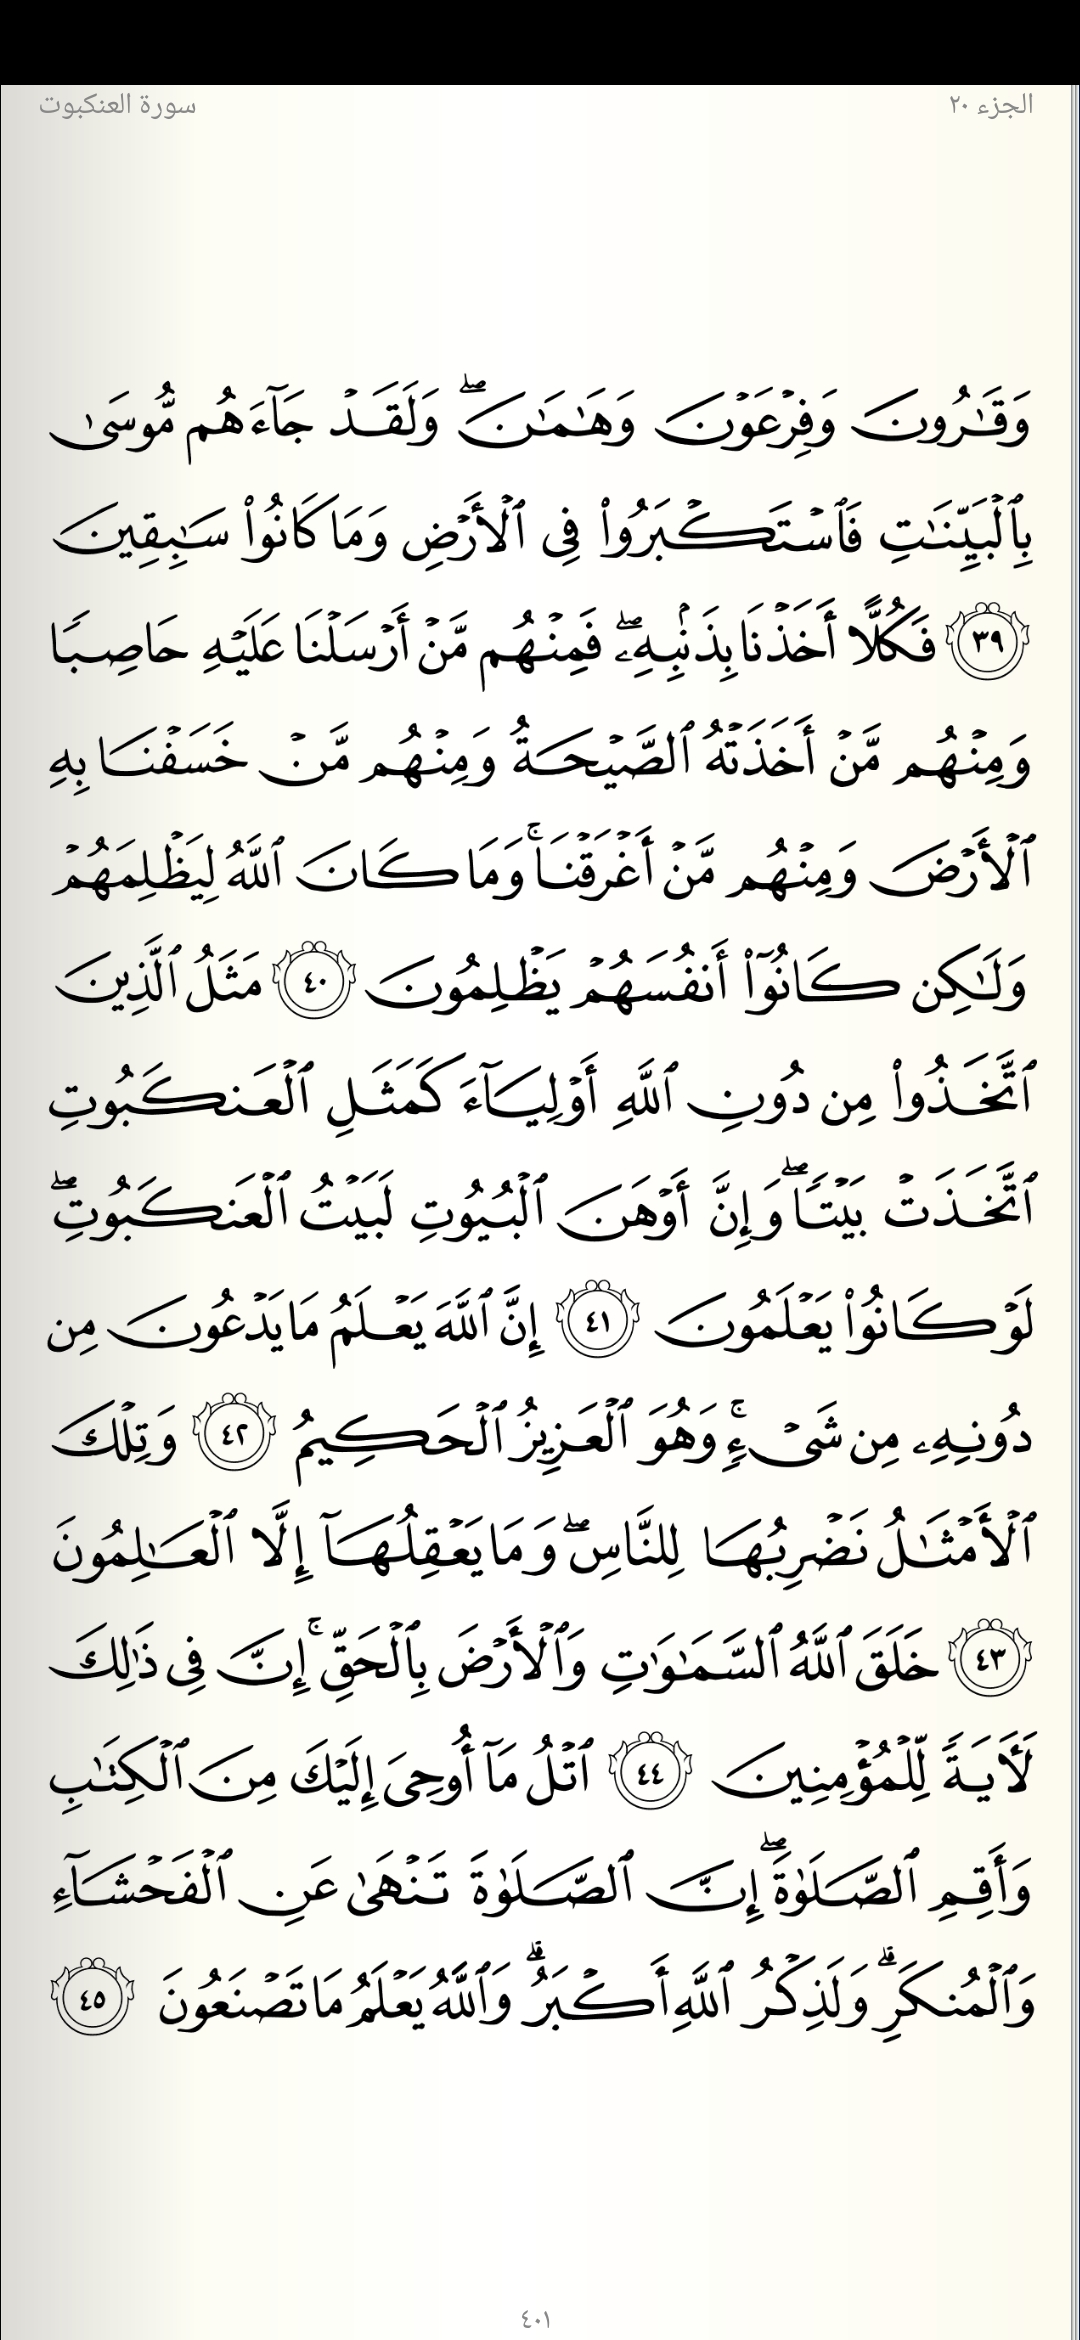 الجزء ٢٠
سورة العنكبوت
وَقَٰرُونَ وَفِرۡعَوۡنَ وَهَٰمَٰنَۖ وَلَقَدۡ جَآءَهُم مُّوسَىٰ
بِٱلۡبَيِّنَٰتِ فَٱسۡتَكۡبَرُواْ فِي ٱلۡأَرۡضِ وَمَا كَانُواْ سَٰبِقِينَ
٣٩ فَكُلًّا أَخَذۡنَا بِذَنۢبِهِۦۖ فَمِنۡهُم مَّنۡ أَرۡسَلۡنَا عَلَيۡهِ حَاصِبٗا
وَمِنۡهُم مَّنۡ أَخَذَتۡهُ ٱلصَّيۡحَةُ وَمِنۡهُم مَّنۡ خَسَفۡنَا بِهِ
ٱلۡأَرۡضَ وَمِنۡهُم مَّنۡ أَغۡرَقۡنَاۚ وَمَا كَانَ ٱللَّهُ لِيَظۡلِمَهُمۡ
وَلَٰكِن كَانُوٓاْ أَنفُسَهُمۡ يَظۡلِمُونَ ٤٠ مَثَلُ ٱلَّذِينَ
ٱتَّخَذُواْ مِن دُونِ ٱللَّهِ أَوۡلِيَآءَ كَمَثَلِ ٱلۡعَنكَبُوتِ
ٱتَّخَذَتۡ بَيۡتٗاۖ وَإِنَّ أَوۡهَنَ ٱلۡبُيُوتِ لَبَيۡتُ ٱلۡعَنكَبُوتِۖ
لَوۡ كَانُواْ يَعۡلَمُونَ ٤١ إِنَّ ٱللَّهَ يَعۡلَمُ مَا يَدۡعُونَ مِن
دُونِهِۦ مِن شَيۡءٖۚ وَهُوَ ٱلۡعَزِيزُ ٱلۡحَكِيمُ ٤٢ وَتِلۡكَ
ٱلۡأَمۡثَٰلُ نَضۡرِبُهَا لِلنَّاسِۖ وَمَا يَعۡقِلُهَآ إِلَّا ٱلۡعَٰلِمُونَ
٤٣ خَلَقَ ٱللَّهُ ٱلسَّمَٰوَٰتِ وَٱلۡأَرۡضَ بِٱلۡحَقِّۚ إِنَّ فِي ذَٰلِكَ
لَأٓيَةٗ لِّلۡمُؤۡمِنِينَ ٤٤ ٱتۡلُ مَآ أُوحِيَ إِلَيۡكَ مِنَ ٱلۡكِتَٰبِ
وَأَقِمِ ٱلصَّلَوٰةَۖ إِنَّ ٱلصَّلَوٰةَ تَنۡهَىٰ عَنِ ٱلۡفَحۡشَآءِ
وَٱلۡمُنكَرِۗ وَلَذِكۡرُ ٱللَّهِ أَكۡبَرُۗ وَٱللَّهُ يَعۡلَمُ مَا تَصۡنَعُونَ ٤٥
٤٠١